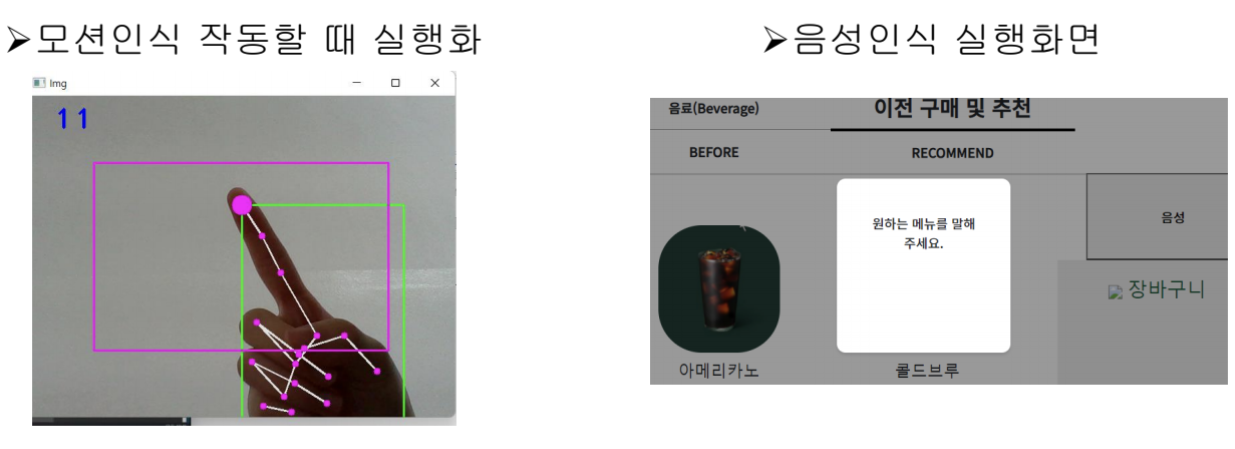 ➢모션인식 작동할 때 실행화
➢음성인식 실행화면
Img
11
음료(Beverage)
이전 구매 및 추천
BEFORE
RECOMMEND
원하는 메뉴를 말해
주세요.
음성
장바구니
아메리카노
콜드브루